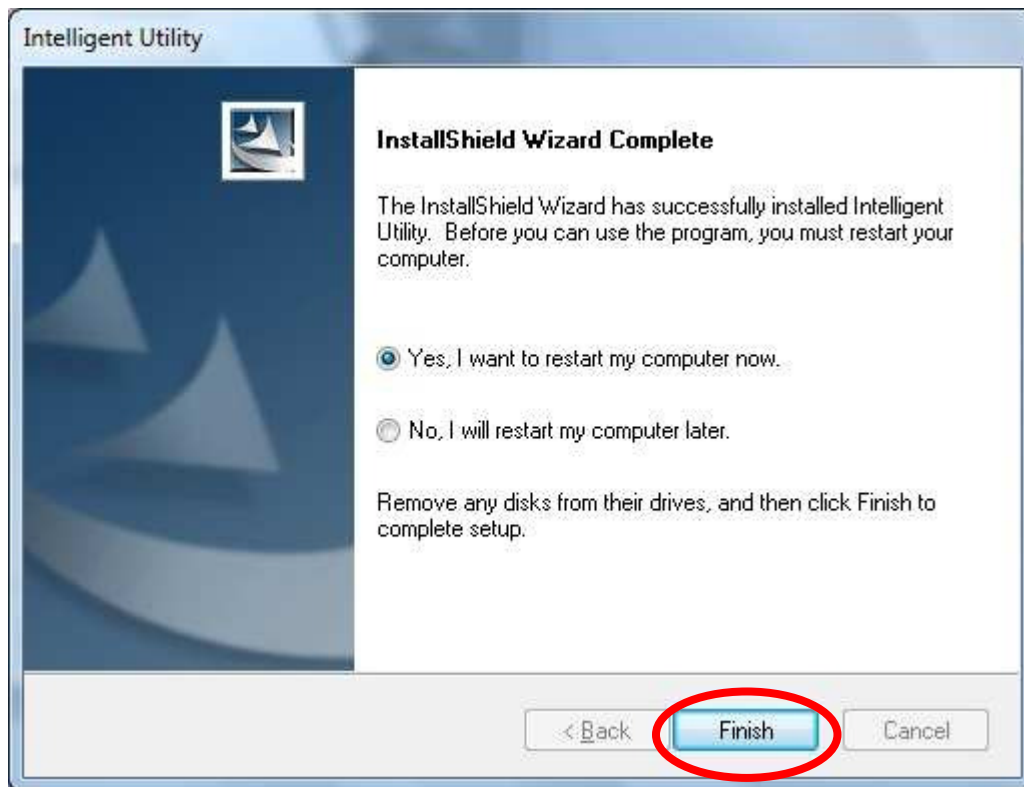 Intelligent Utility
InstallShield Wizard Complete
The InstallShield Wizard has successfully installed Intelligent
Utility. Before you can use the program, you must restart your
computer.
Yes, I want to restart my computer now.
No, I will restart my computer later.
Remove any disks from their drives, and then click Finish to
complete setup.
< Back
Finish
Cancel